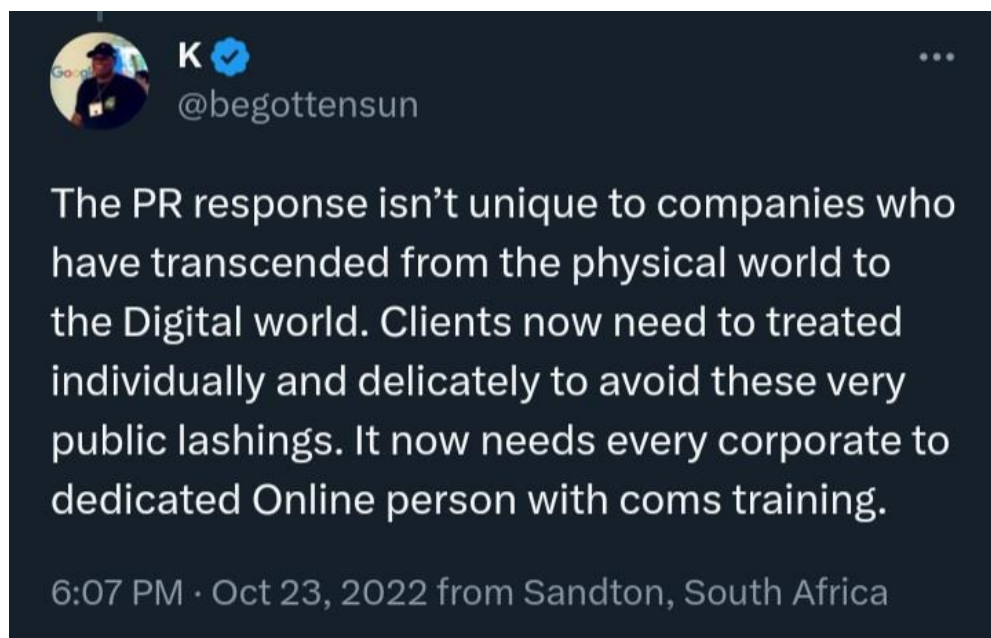 K
@begottensun
Google
The PR response isn’t unique to companies who
have transcended from the physical world to
the Digital world. Clients now need to treated
individually and delicately to avoid these very
public lashings. It now needs every corporate to
dedicated Online person with coms training.
6:07 PM · Oct 23, 2022 from Sandton, South Africa